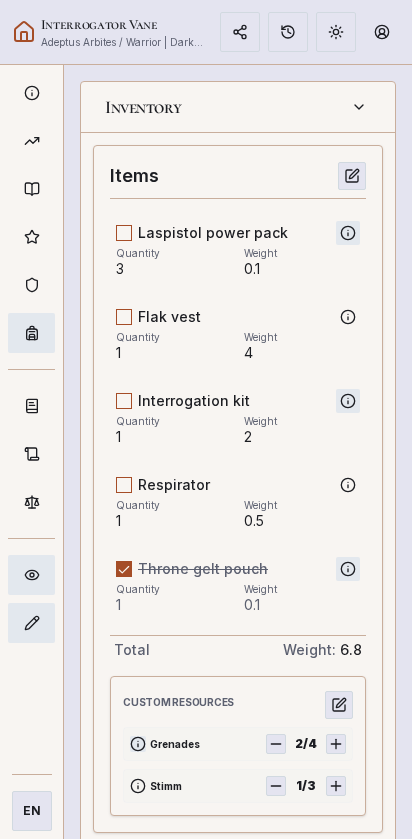 Interrogator Vane
Adeptus Arbites / Warrior | Dark...
Inventory
Items
Laspistol power pack
Quantity Weight
3 0.1
Flak vest
Quantity Weight
1 4
Interrogation kit
Quantity Weight
1 2
Respirator
Quantity Weight
1 0.5
Throne gelt pouch
Quantity Weight
1 0.1
Total Weight: 6.8
CUSTOM RESOURCES
Grenades 2/4
Stimm 1/3
EN